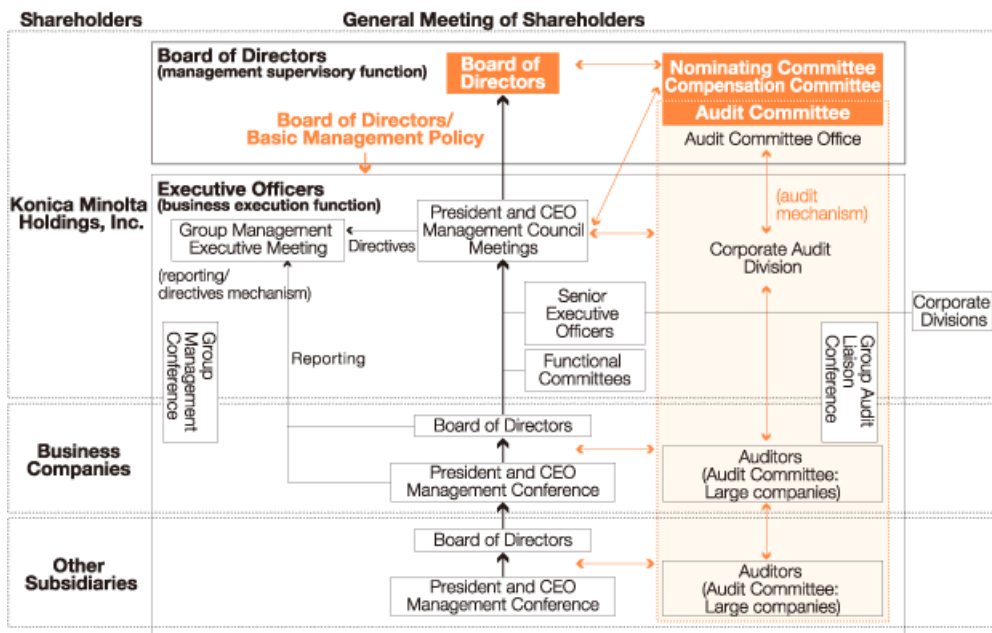 Shareholders
General Meeting of Shareholders
Board of Directors
(management supervisory function)
Board of
Directors
Nominating Committee
Compensation Committee
Audit Committee
Audit Committee Office
Board of Directors/
Basic Management Policy
Konica Minolta
Holdings, Inc.
Executive Officers
(business execution function)
Group Management
Executive Meeting
Directives
President and CEO
Management Council
Meetings
(audit
mechanism)
Corporate Audit
Division
(reporting/
directives mechanism)
Senior
Executive
Officers
Corporate
Divisions
Group
Management
Conference
Reporting
Functional
Committees
Group Audit
Liaison
Conference
Business
Companies
Board of Directors
President and CEO
Management Conference
Auditors
(Audit Committee:
Large companies)
Other
Subsidiaries
Board of Directors
President and CEO
Management Conference
Auditors
(Audit Committee:
Large companies)